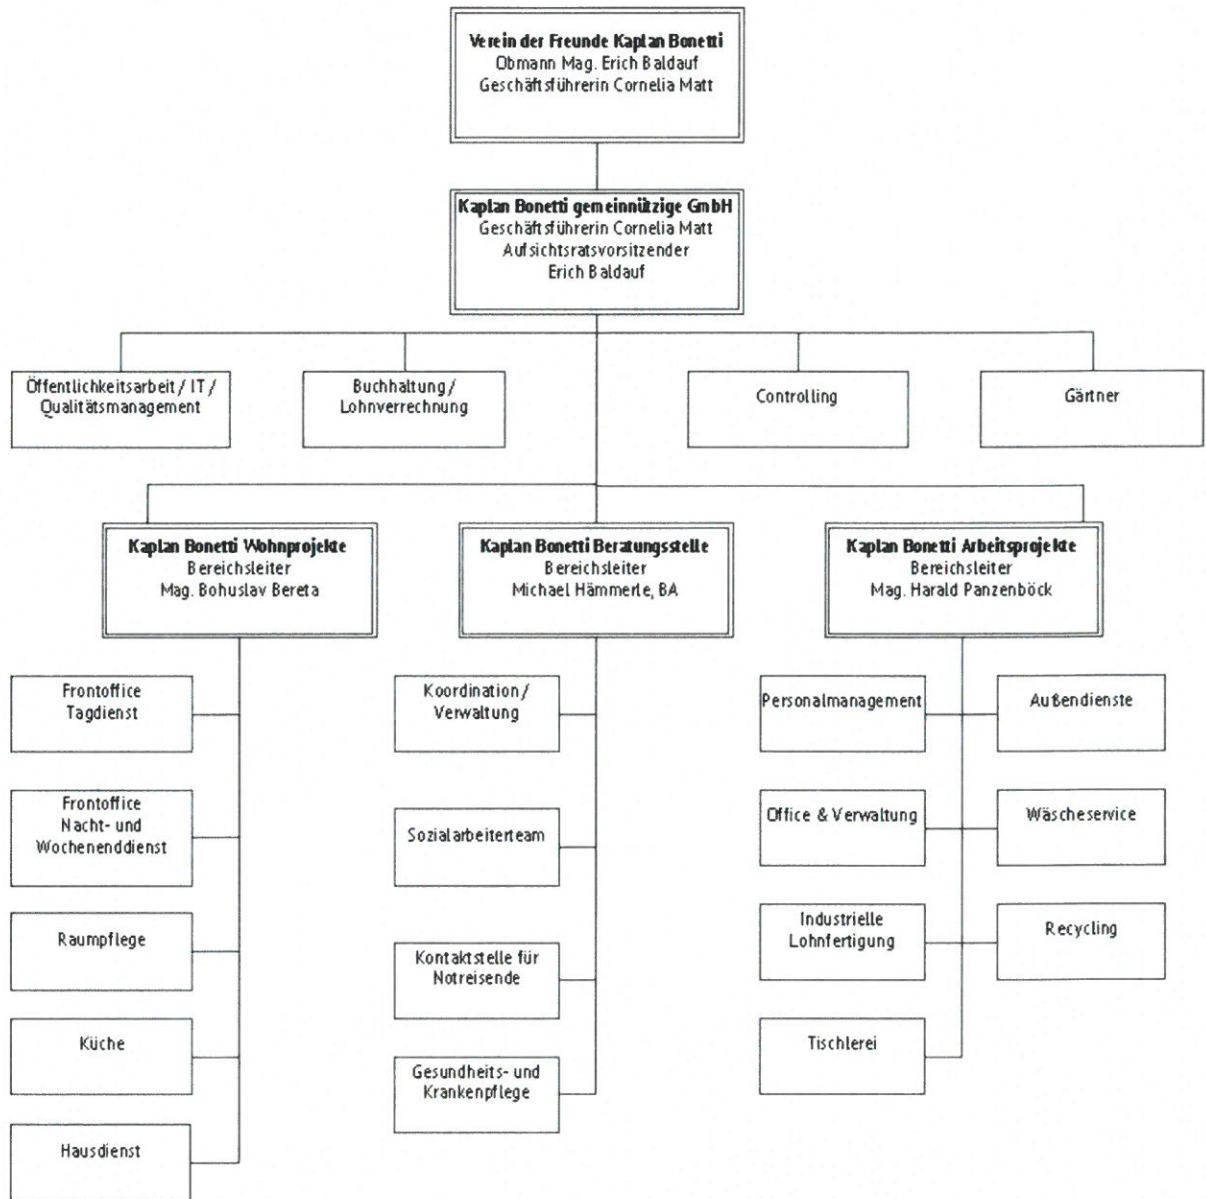 Verein der Freunde Kaplan Bonetti
Obmann Mag. Erich Baldauf
Geschäftsführerin Cornelia Matt
Kaplan Bonetti gemeinnützige GmbH
Geschäftsführerin Cornelia Matt
Aufsichtsratsvorsitzender
Erich Baldauf
Öffentlichkeitsarbeit / IT /
Qualitätsmanagement
Buchhaltung /
Lohnverrechnung
Controlling
Gärtner
Kaplan Bonetti Wohnprojekte
Bereichsleiter
Mag. Bohuslav Bereta
Kaplan Bonetti Beratungsstelle
Bereichsleiter
Michael Hämmerle, BA
Kaplan Bonetti Arbeitsprojekte
Bereichsleiter
Mag. Harald Panzenböck
Frontoffice
Tagdienst
Frontoffice
Nacht- und
Wochenenddienst
Raumpflege
Küche
Hausdienst
Koordination /
Verwaltung
Sozialarbeiterteam
Kontaktstelle für
Notreisende
Gesundheits- und
Krankenpflege
Personalmanagement
Außendienste
Office & Verwaltung
Wäscheservice
Industrielle
Lohnfertigung
Recycling
Tischlerei